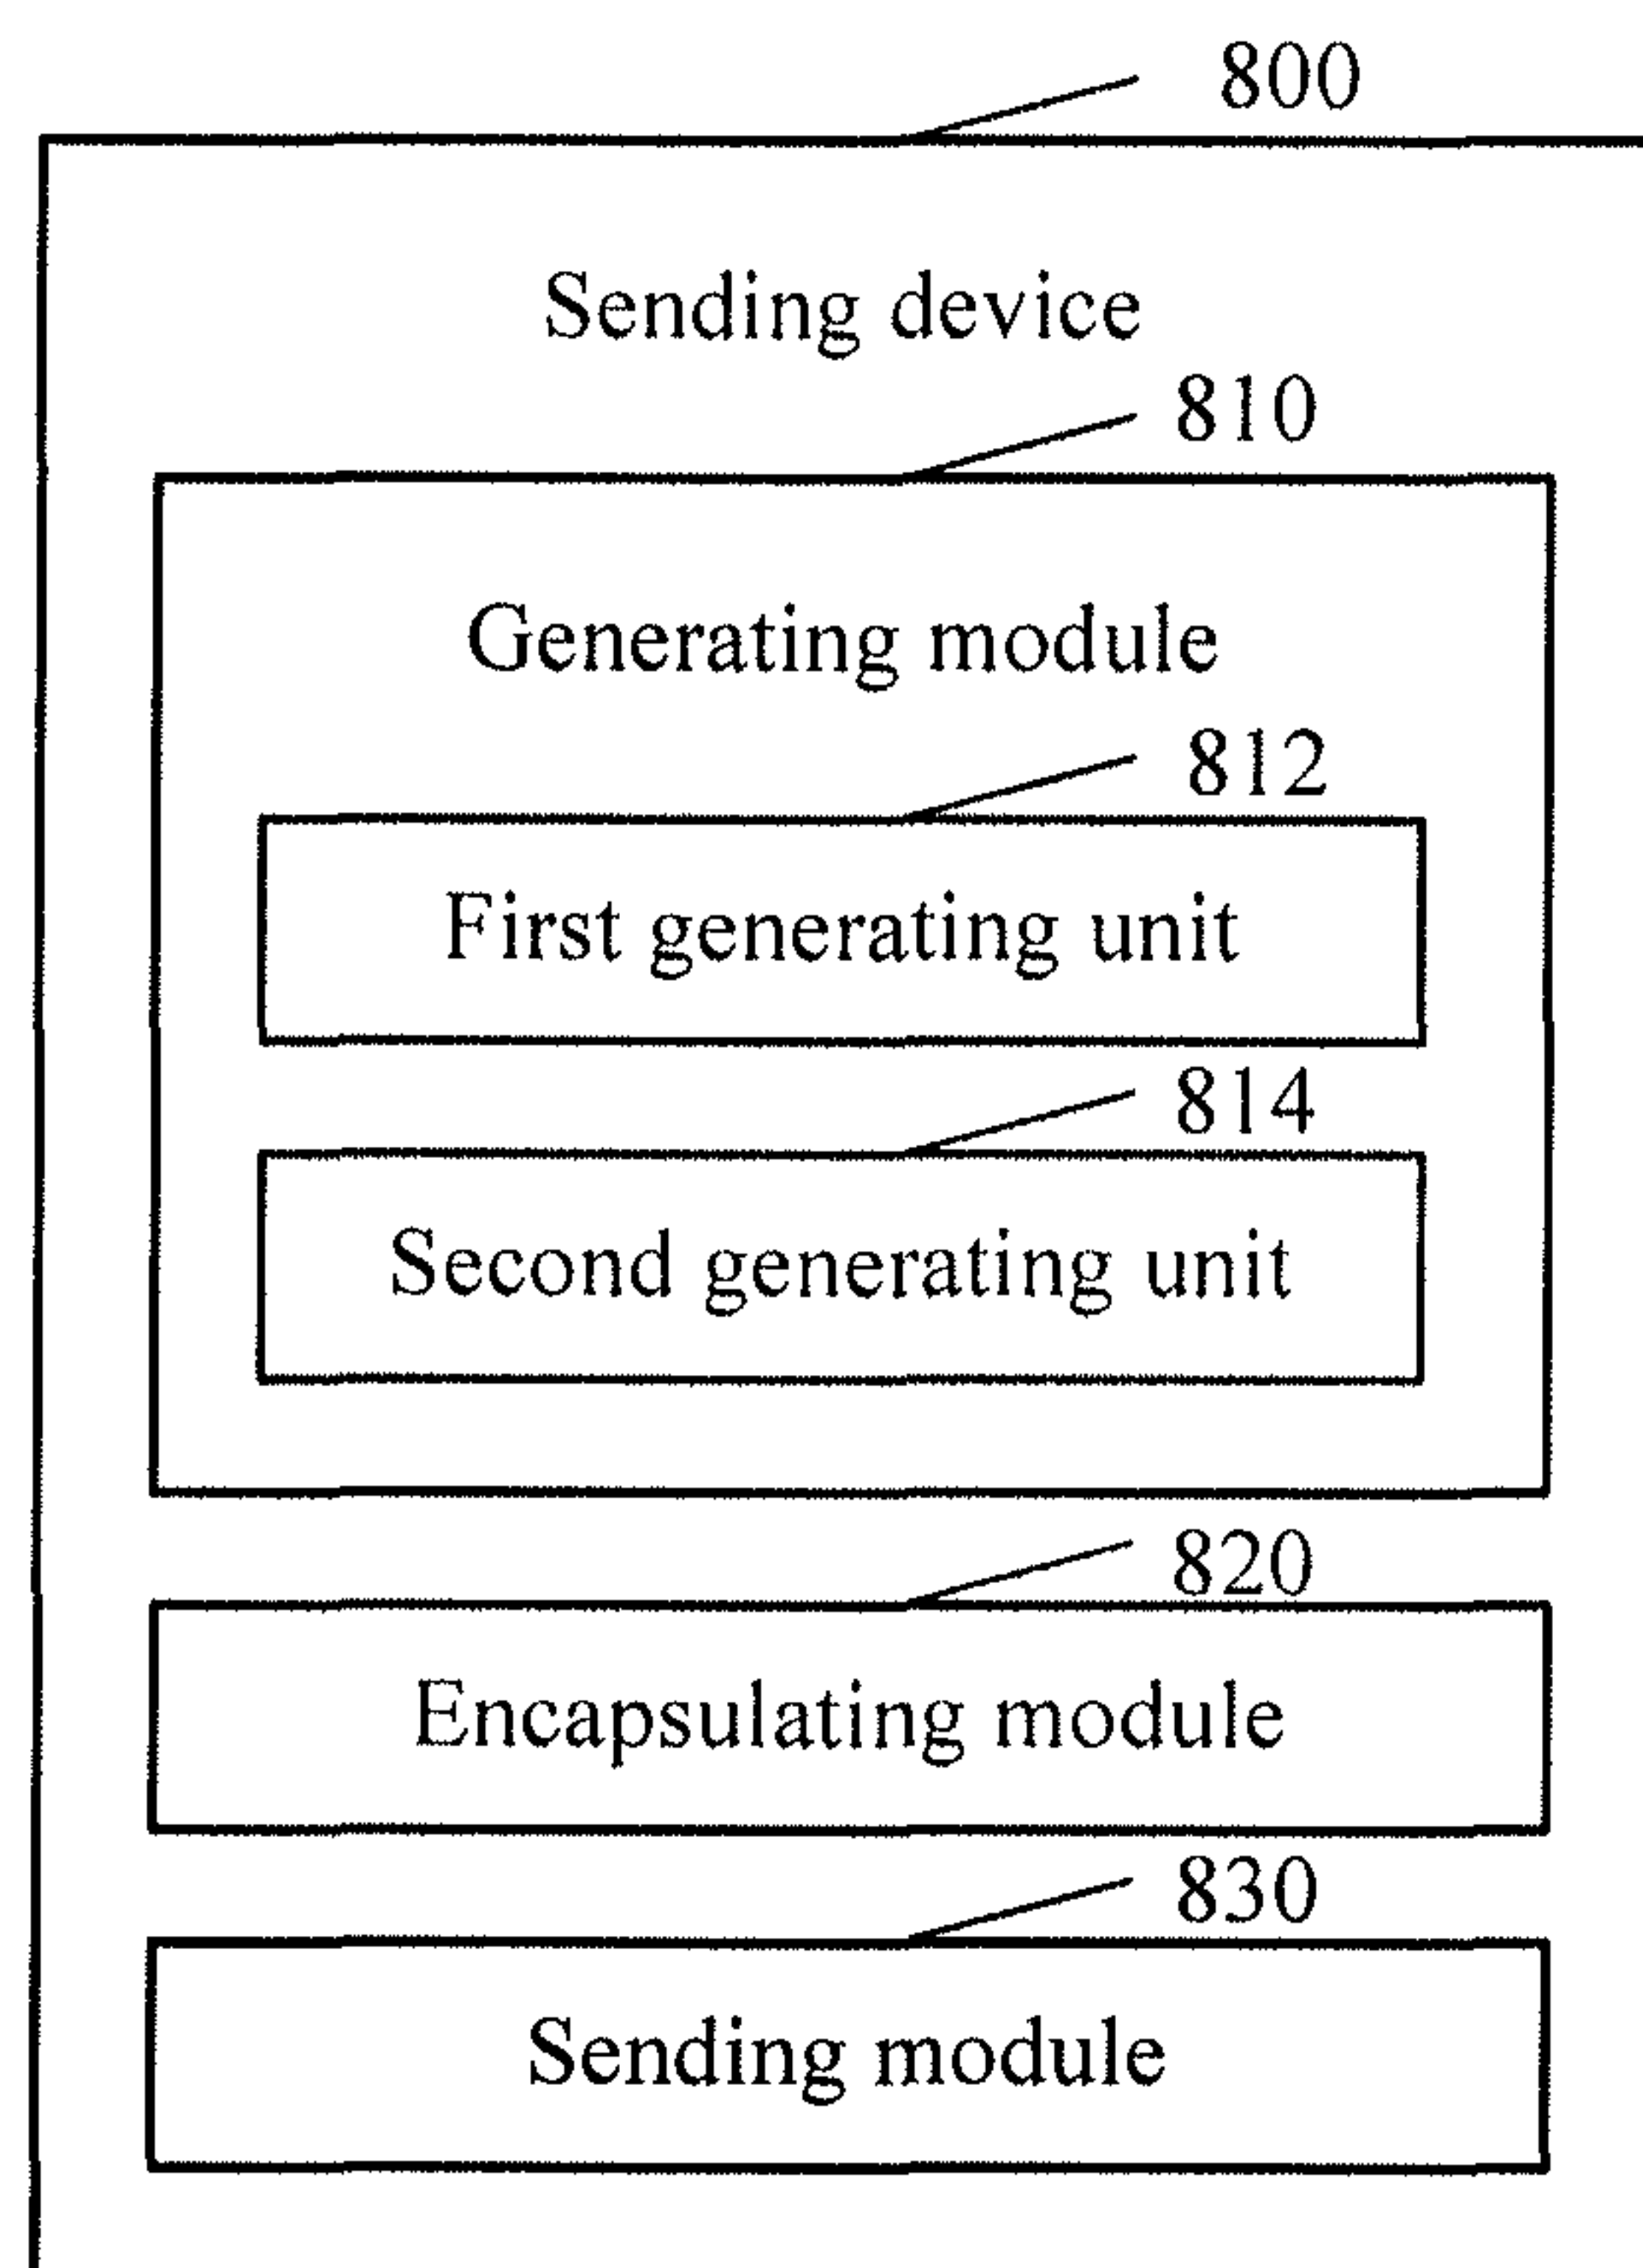 800
Sending device
810
Generating module
812
First generating unit
814
Second generating unit
820
Encapsulating module
830
Sending module